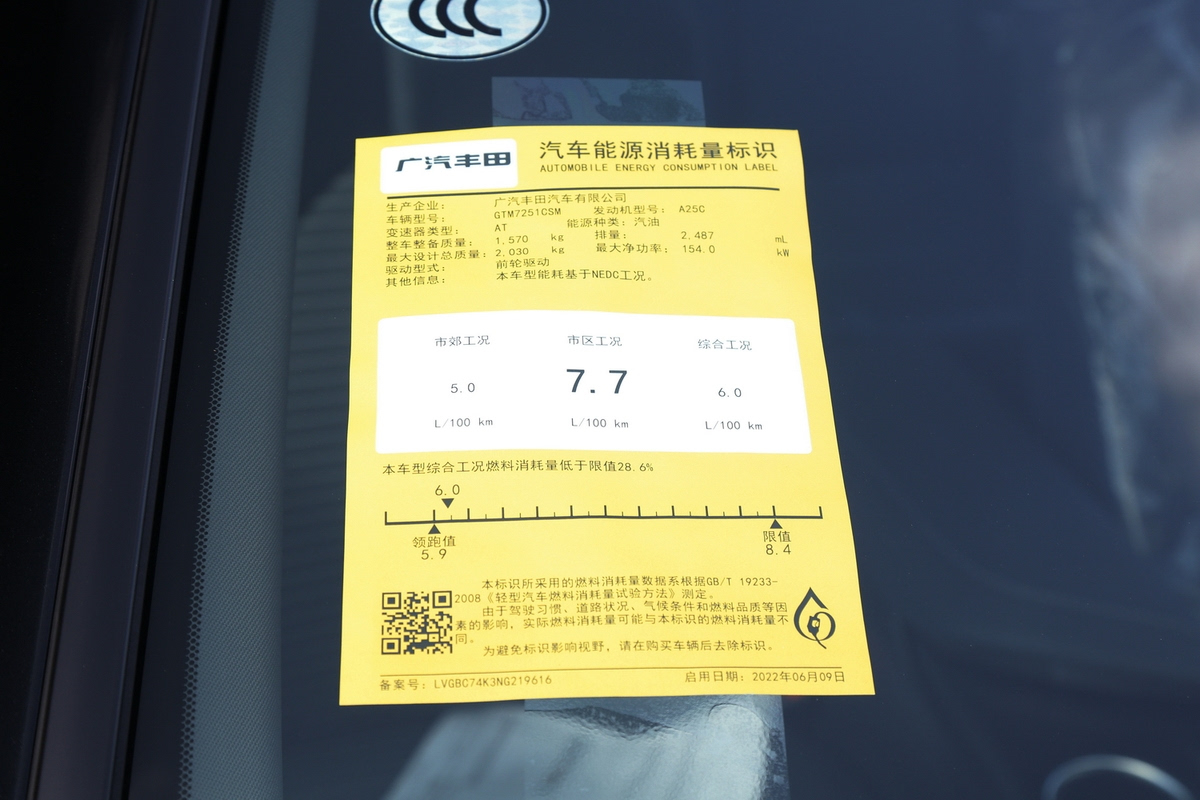 广汽丰田
汽车能源消耗量标识
AUTOMOBILE ENERGY CONSUMPTION LABEL
生产企业： 广汽丰田汽车有限公司
车辆型号： GTM7251CSM 发动机型号： A25C
变速器类型： AT 能源种类： 汽油
整车整备质量： 1,570 kg 排量： 2,487 mL
最大设计总质量： 2,030 kg 最大净功率： 154.0 kW
驱动型式： 前轮驱动
其他信息： 本车型能耗基于NEDC工况。
市郊工况 市区工况 综合工况
5.0 7.7 6.0
L/100 km L/100 km L/100 km
本车型综合工况燃料消耗量低于限值28.6%
6.0
领跑值 限值
5.9 8.4
本标识所采用的燃料消耗量数据系根据GB/T 19233-
2008《轻型汽车燃料消耗量试验方法》测定。
由于驾驶习惯、道路状况、气候条件和燃料品质等因
素的影响，实际燃料消耗量可能与本标识的燃料消耗量不
同。
为避免标识影响视野，请在购买车辆后去除标识。
备案号：LVGBC74K3NG219616 启用日期：2022年06月09日